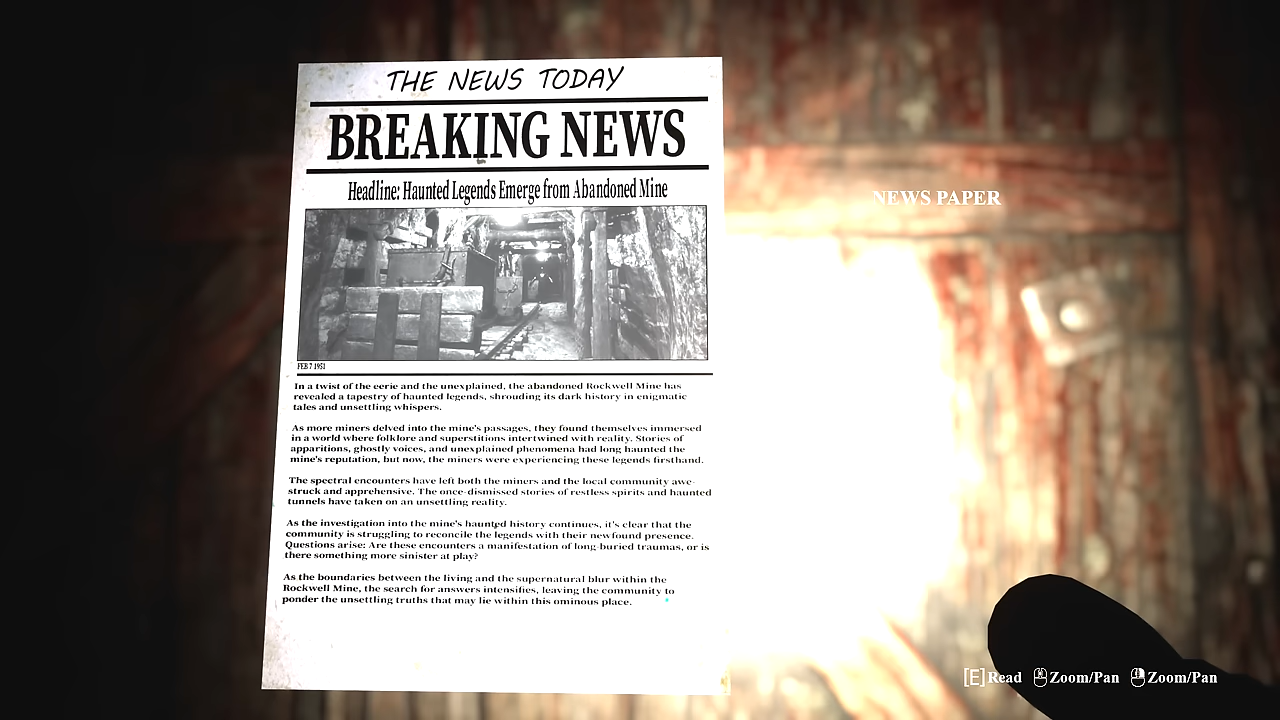 THE NEWS TODAY
BREAKING NEWS
Headline: Haunted Legends Emerge from Abandoned Mine
FEB 7 1951
In a twist of the eerie and the unexplained, the abandoned Rockwell Mine has
revealed a tapestry of haunted legends, shrouding its dark history in enigmatic
tales and unsettling whispers.
As more miners delved into the mine's passages, they found themselves immersed
in a world where folklore and superstitions intertwined with reality. Stories of
apparitions, ghostly voices, and unexplained phenomena had long haunted the
mine's reputation, but now, the miners were experiencing these legends firsthand.
The spectral encounters have left both the miners and the local community awe-
struck and apprehensive. The once-dismissed stories of restless spirits and haunted
tunnels have taken on an unsettling reality.
As the investigation into the mine's haunted history continues, it's clear that the
community is struggling to reconcile the legends with their newfound presence.
Questions arise: Are these encounters a manifestation of long-buried traumas, or is
there something more sinister at play?
As the boundaries between the living and the supernatural blur within the
Rockwell Mine, the search for answers intensifies, leaving the community to
ponder the unsettling truths that may lie within this ominous place.
NEWS PAPER
[E]Read Zoom/Pan Zoom/Pan